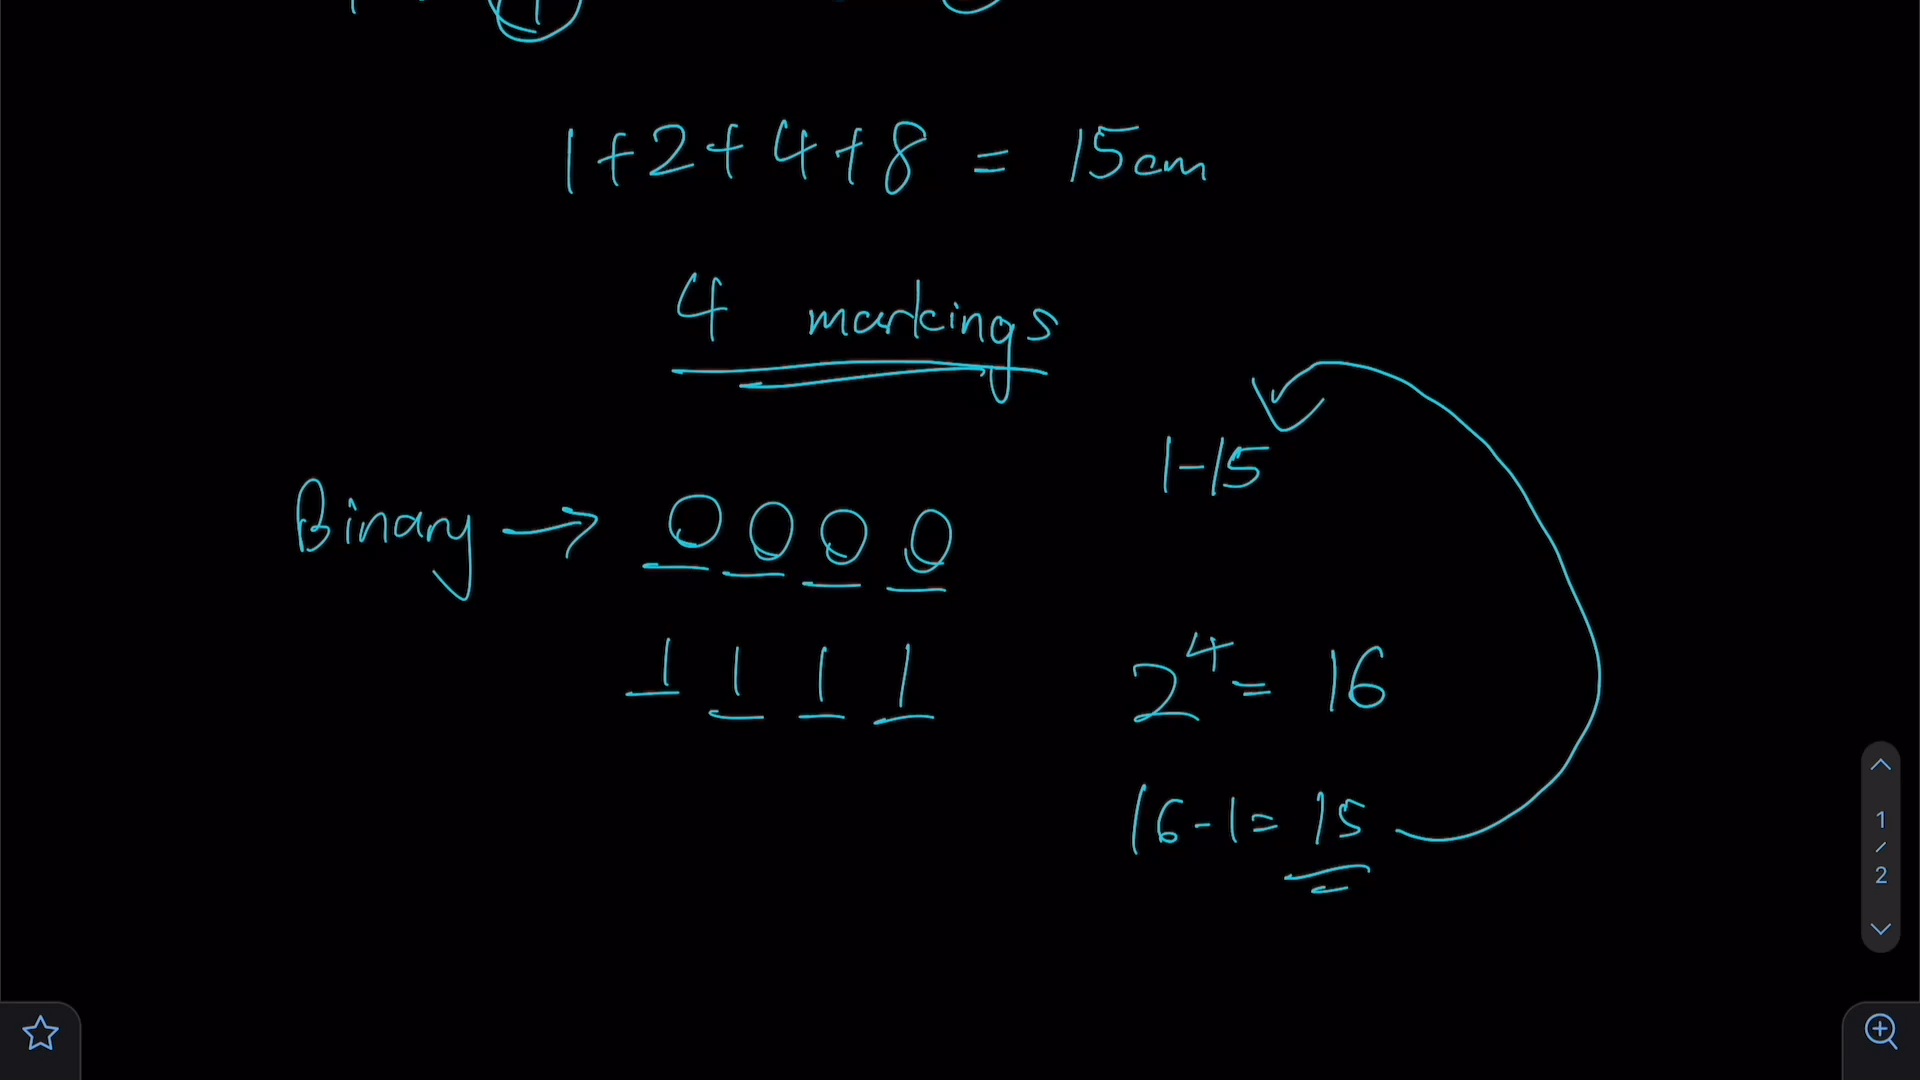 1+2+4+8 = 15cm
4 markings
1-15
Binary → 0 0 0 0
1 1 1 1
2⁴ = 16
16-1= 15
1
/
2